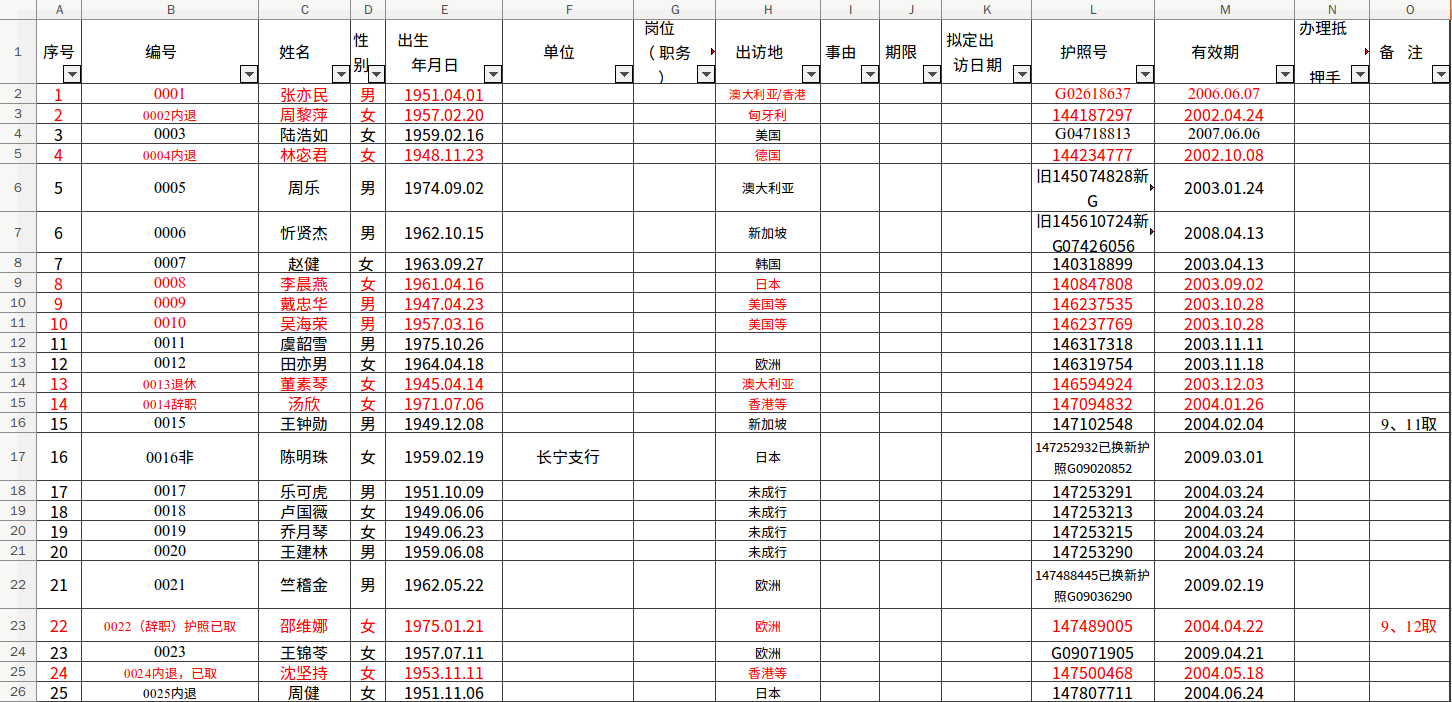 A B C D E F G H I J K L M N O
1 序号 编号 姓名 性别 出生年月日 单位 岗位（职务） 出访地 事由 期限 拟定出访日期 护照号 有效期 办理抵押手 备 注
2 1 0001 张亦民 男 1951.04.01 澳大利亚/香港 G02618637 2006.06.07
3 2 0002内退 周黎萍 女 1957.02.20 匈牙利 144187297 2002.04.24
4 3 0003 陆浩如 女 1959.02.16 美国 G04718813 2007.06.06
5 4 0004内退 林宓君 女 1948.11.23 德国 144234777 2002.10.08
6 5 0005 周乐 男 1974.09.02 澳大利亚 旧145074828新G 2003.01.24
7 6 0006 忻贤杰 男 1962.10.15 新加坡 旧145610724新G07426056 2008.04.13
8 7 0007 赵健 女 1963.09.27 韩国 140318899 2003.04.13
9 8 0008 李晨燕 女 1961.04.16 日本 140847808 2003.09.02
10 9 0009 戴忠华 男 1947.04.23 美国等 146237535 2003.10.28
11 10 0010 吴海荣 男 1957.03.16 美国等 146237769 2003.10.28
12 11 0011 虞韶雪 男 1975.10.26 146317318 2003.11.11
13 12 0012 田亦男 女 1964.04.18 欧洲 146319754 2003.11.18
14 13 0013退休 董素琴 女 1945.04.14 澳大利亚 146594924 2003.12.03
15 14 0014辞职 汤欣 女 1971.07.06 香港等 147094832 2004.01.26
16 15 0015 王钟勋 男 1949.12.08 新加坡 147102548 2004.02.04 9、11取
17 16 0016非 陈明珠 女 1959.02.19 长宁支行 日本 147252932已换新护照G09020852 2009.03.01
18 17 0017 乐可虎 男 1951.10.09 未成行 147253291 2004.03.24
19 18 0018 卢国薇 女 1949.06.06 未成行 147253213 2004.03.24
20 19 0019 乔月琴 女 1949.06.23 未成行 147253215 2004.03.24
21 20 0020 王建林 男 1959.06.08 未成行 147253290 2004.03.24
22 21 0021 竺稽金 男 1962.05.22 欧洲 147488445已换新护照G09036290 2009.02.19
23 22 0022（辞职）护照已取 邵维娜 女 1975.01.21 欧洲 147489005 2004.04.22 9、12取
24 23 0023 王锦苓 女 1957.07.11 欧洲 G09071905 2009.04.21
25 24 0024内退，已取 沈坚持 女 1953.11.11 香港等 147500468 2004.05.18
26 25 0025内退 周健 女 1951.11.06 日本 147807711 2004.06.24